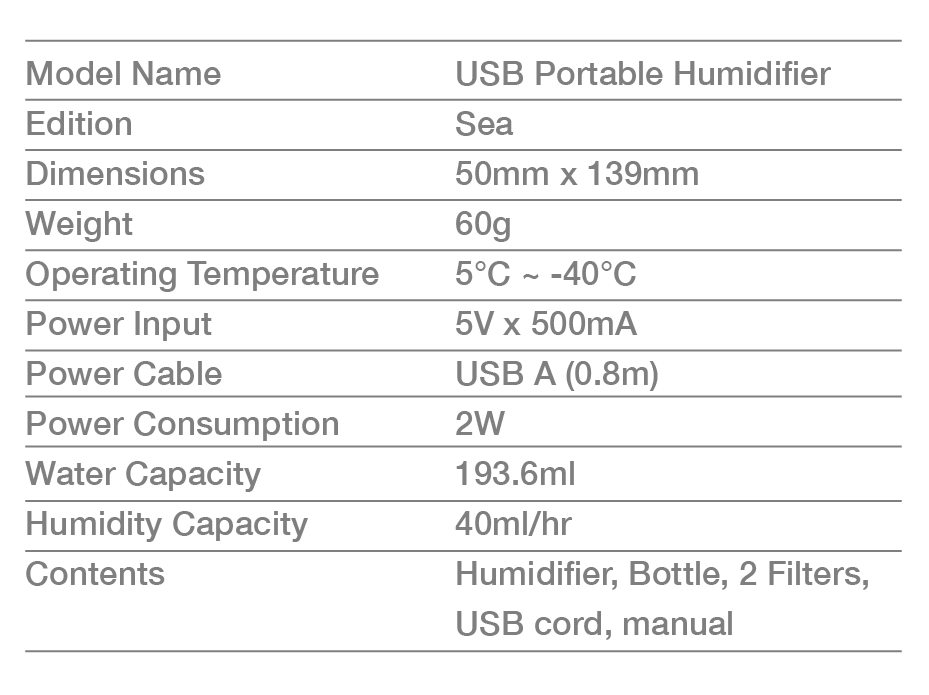 Model Name USB Portable Humidifier
Edition Sea
Dimensions 50mm x 139mm
Weight 60g
Operating Temperature 5°C ~ -40°C
Power Input 5V x 500mA
Power Cable USB A (0.8m)
Power Consumption 2W
Water Capacity 193.6ml
Humidity Capacity 40ml/hr
Contents Humidifier, Bottle, 2 Filters,
USB cord, manual